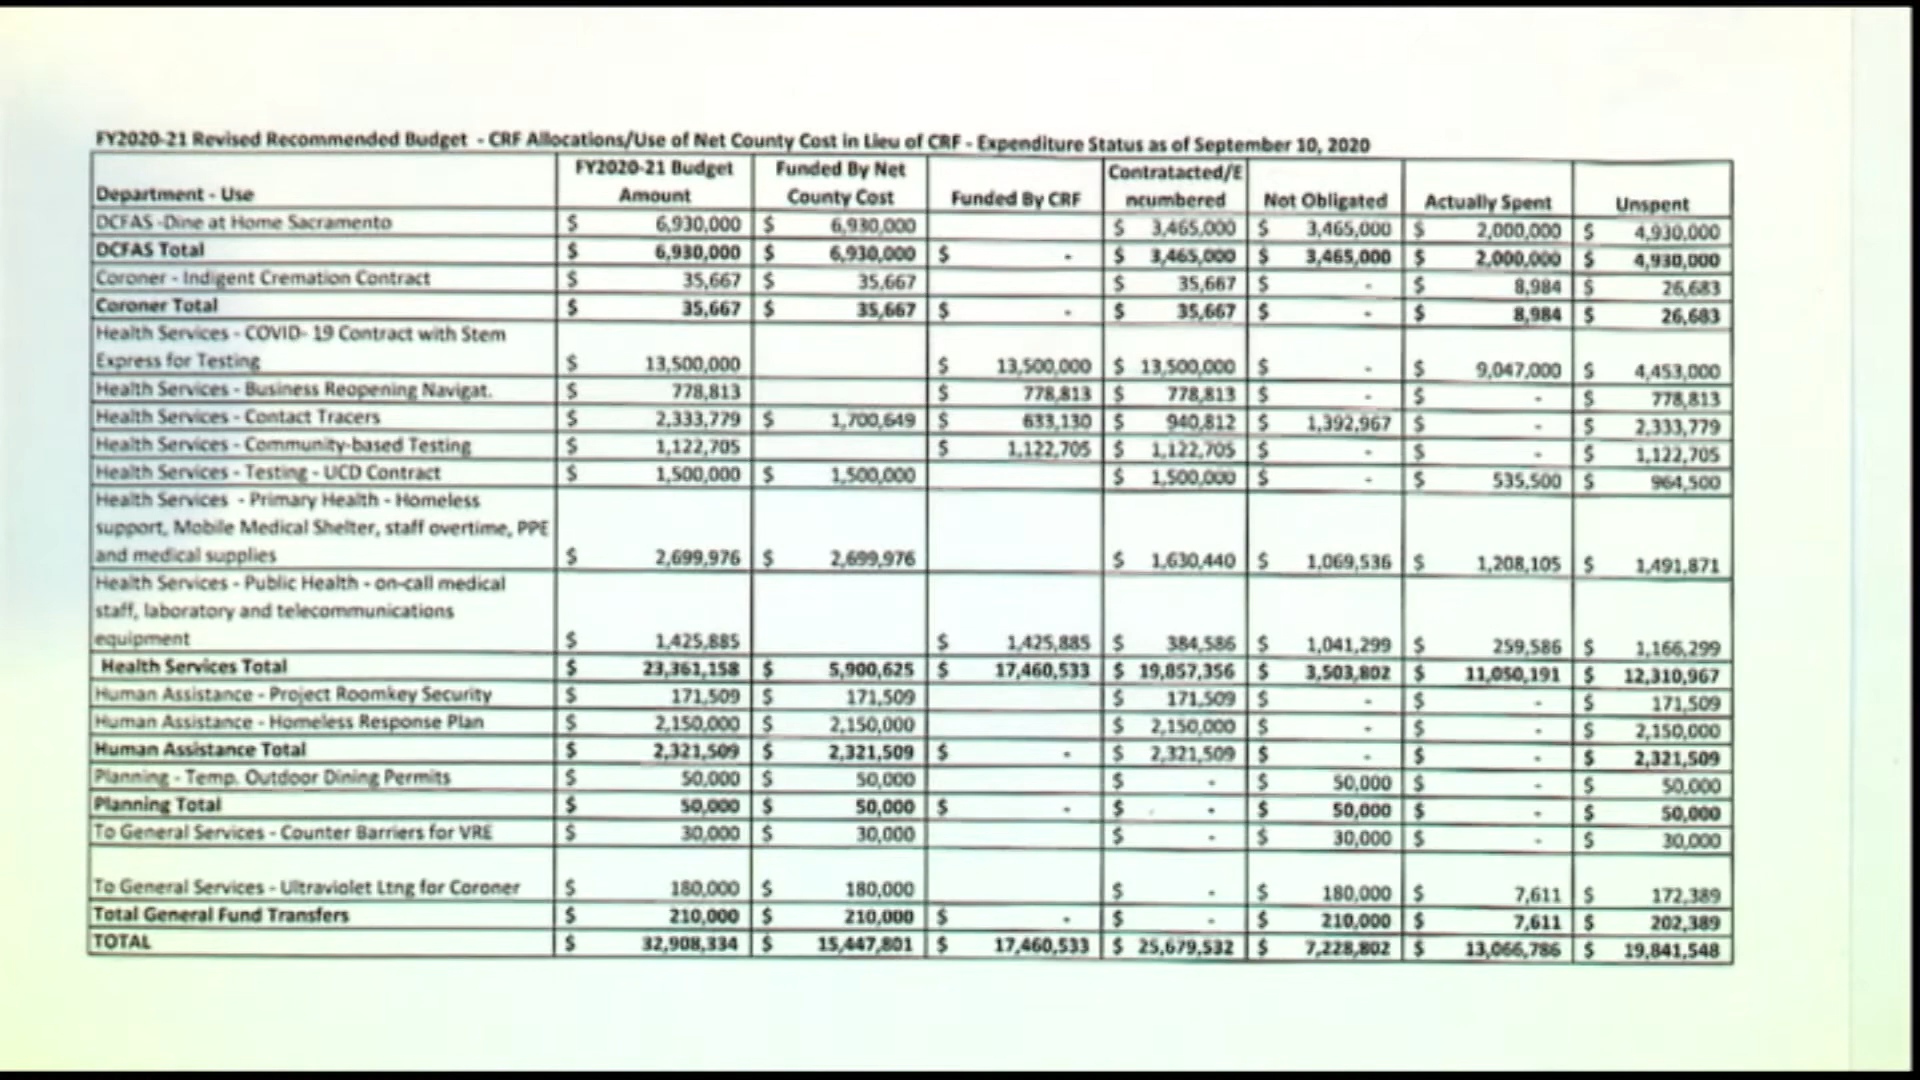 FY2020-21 Revised Recommended Budget - CRF Allocations/Use of Net County Cost in Lieu of CRF - Expenditure Status as of September 10, 2020
Department - Use FY2020-21 Budget Amount Funded By Net County Cost Funded By CRF Contratacted/E ncumbered Not Obligated Actually Spent Unspent
DCFAS -Dine at Home Sacramento $ 6,930,000 $ 6,930,000 $ 3,465,000 $ 3,465,000 $ 2,000,000 $ 4,930,000
DCFAS Total $ 6,930,000 $ 6,930,000 $ - $ 3,465,000 $ 3,465,000 $ 2,000,000 $ 4,930,000
Coroner - Indigent Cremation Contract $ 35,667 $ 35,667 $ 35,667 $ - $ 8,984 $ 26,683
Coroner Total $ 35,667 $ 35,667 $ - $ 35,667 $ - $ 8,984 $ 26,683
Health Services - COVID- 19 Contract with Stem
Express for Testing $ 13,500,000 $ 13,500,000 $ 13,500,000 $ - $ 9,047,000 $ 4,453,000
Health Services - Business Reopening Navigat. $ 778,813 $ 778,813 $ 778,813 $ - $ - $ 778,813
Health Services - Contact Tracers $ 2,333,779 $ 1,700,649 $ 633,130 $ 940,812 $ 1,392,967 $ - $ 2,333,779
Health Services - Community-based Testing $ 1,122,705 $ 1,122,705 $ 1,122,705 $ - $ - $ 1,122,705
Health Services - Testing - UCD Contract $ 1,500,000 $ 1,500,000 $ 1,500,000 $ - $ 535,500 $ 964,500
Health Services - Primary Health - Homeless
support, Mobile Medical Shelter, staff overtime, PPE
and medical supplies $ 2,699,976 $ 2,699,976 $ 1,630,440 $ 1,069,536 $ 1,208,105 $ 1,491,871
Health Services - Public Health - on-call medical
staff, laboratory and telecommunications
equipment $ 1,425,885 $ 1,425,885 $ 384,586 $ 1,041,299 $ 259,586 $ 1,166,299
Health Services Total $ 23,361,158 $ 5,900,625 $ 17,460,533 $ 19,857,356 $ 3,503,802 $ 11,050,191 $ 12,310,967
Human Assistance - Project Roomkey Security $ 171,509 $ 171,509 $ 171,509 $ - $ - $ 171,509
Human Assistance - Homeless Response Plan $ 2,150,000 $ 2,150,000 $ 2,150,000 $ - $ - $ 2,150,000
Human Assistance Total $ 2,321,509 $ 2,321,509 $ - $ 2,321,509 $ - $ - $ 2,321,509
Planning - Temp. Outdoor Dining Permits $ 50,000 $ 50,000 $ - $ 50,000 $ - $ 50,000
Planning Total $ 50,000 $ 50,000 $ - $ - $ 50,000 $ - $ 50,000
To General Services - Counter Barriers for VRE $ 30,000 $ 30,000 $ - $ 30,000 $ - $ 30,000
To General Services - Ultraviolet Ltng for Coroner $ 180,000 $ 180,000 $ - $ 180,000 $ 7,611 $ 172,389
Total General Fund Transfers $ 210,000 $ 210,000 $ - $ - $ 210,000 $ 7,611 $ 202,389
TOTAL $ 32,908,334 $ 15,447,801 $ 17,460,533 $ 25,679,532 $ 7,228,802 $ 13,066,786 $ 19,841,548